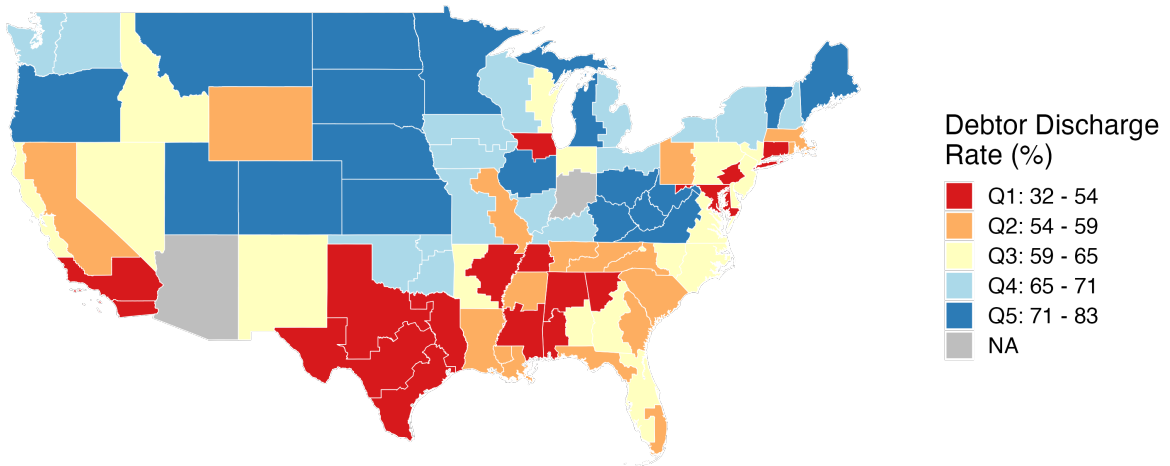 Debtor Discharge
Rate (%)
Q1: 32 - 54
Q2: 54 - 59
Q3: 59 - 65
Q4: 65 - 71
Q5: 71 - 83
NA